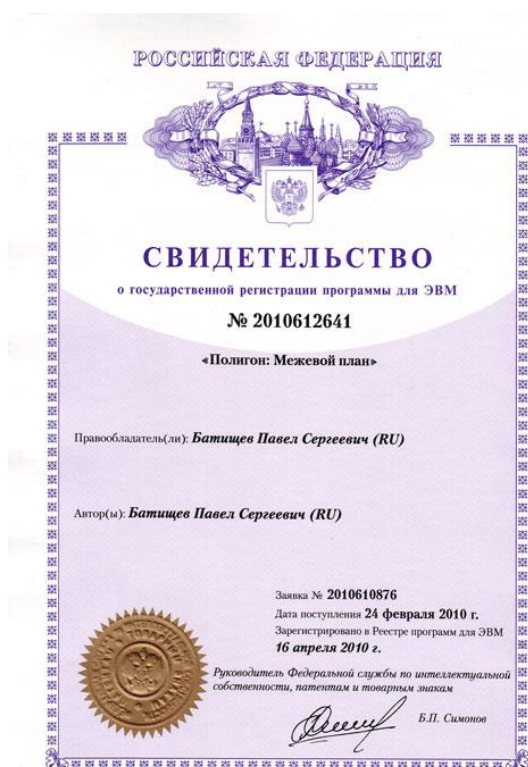 РОССИЙСКАЯ ФЕДЕРАЦИЯ
СВИДЕТЕЛЬСТВО
о государственной регистрации программы для ЭВМ
№ 2010612641
«Полигон: Межевой план»
Правообладатель(ли): Батищев Павел Сергеевич (RU)
Автор(ы): Батищев Павел Сергеевич (RU)
Заявка № 2010610876
Дата поступления 24 февраля 2010 г.
Зарегистрировано в Реестре программ для ЭВМ
16 апреля 2010 г.
Руководитель Федеральной службы по интеллектуальной
собственности, патентам и товарным знакам
Б.П. Симонов